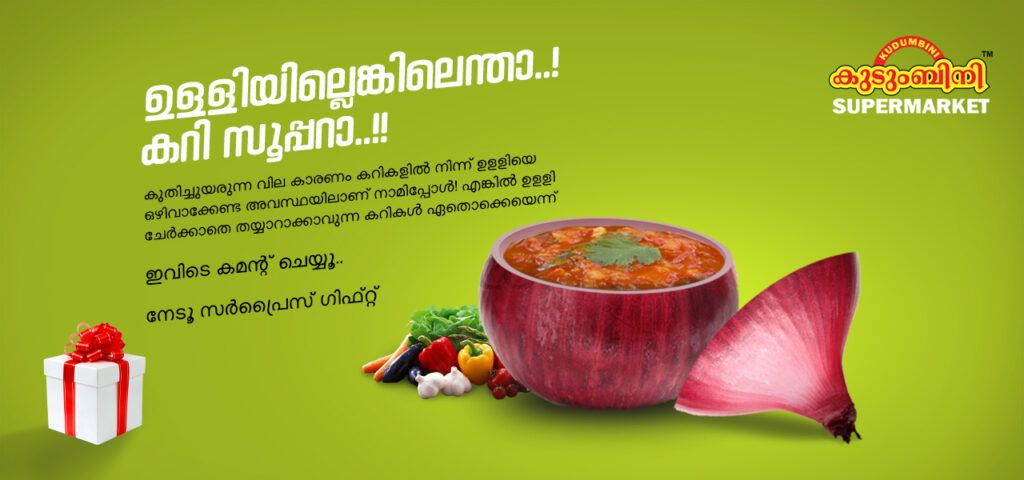 ഉള്ളിയില്ലെങ്കിലെന്താ..!
കറി സൂപ്പറാ..!!
കുതിച്ചുയരുന്ന വില കാരണം കറികളിൽ നിന്ന് ഉള്ളിയെ
ഒഴിവാക്കേണ്ട അവസ്ഥയിലാണ് നാമിപ്പോൾ! എങ്കിൽ ഉള്ളി
ചേർക്കാതെ തയ്യാറാക്കാവുന്ന കറികൾ ഏതൊക്കെയെന്ന്
ഇവിടെ കമന്റ് ചെയ്യൂ..
നേടൂ സർപ്രൈസ് ഗിഫ്റ്റ്
KUDUMBINI
കുടുംബിനി TM
SUPERMARKET